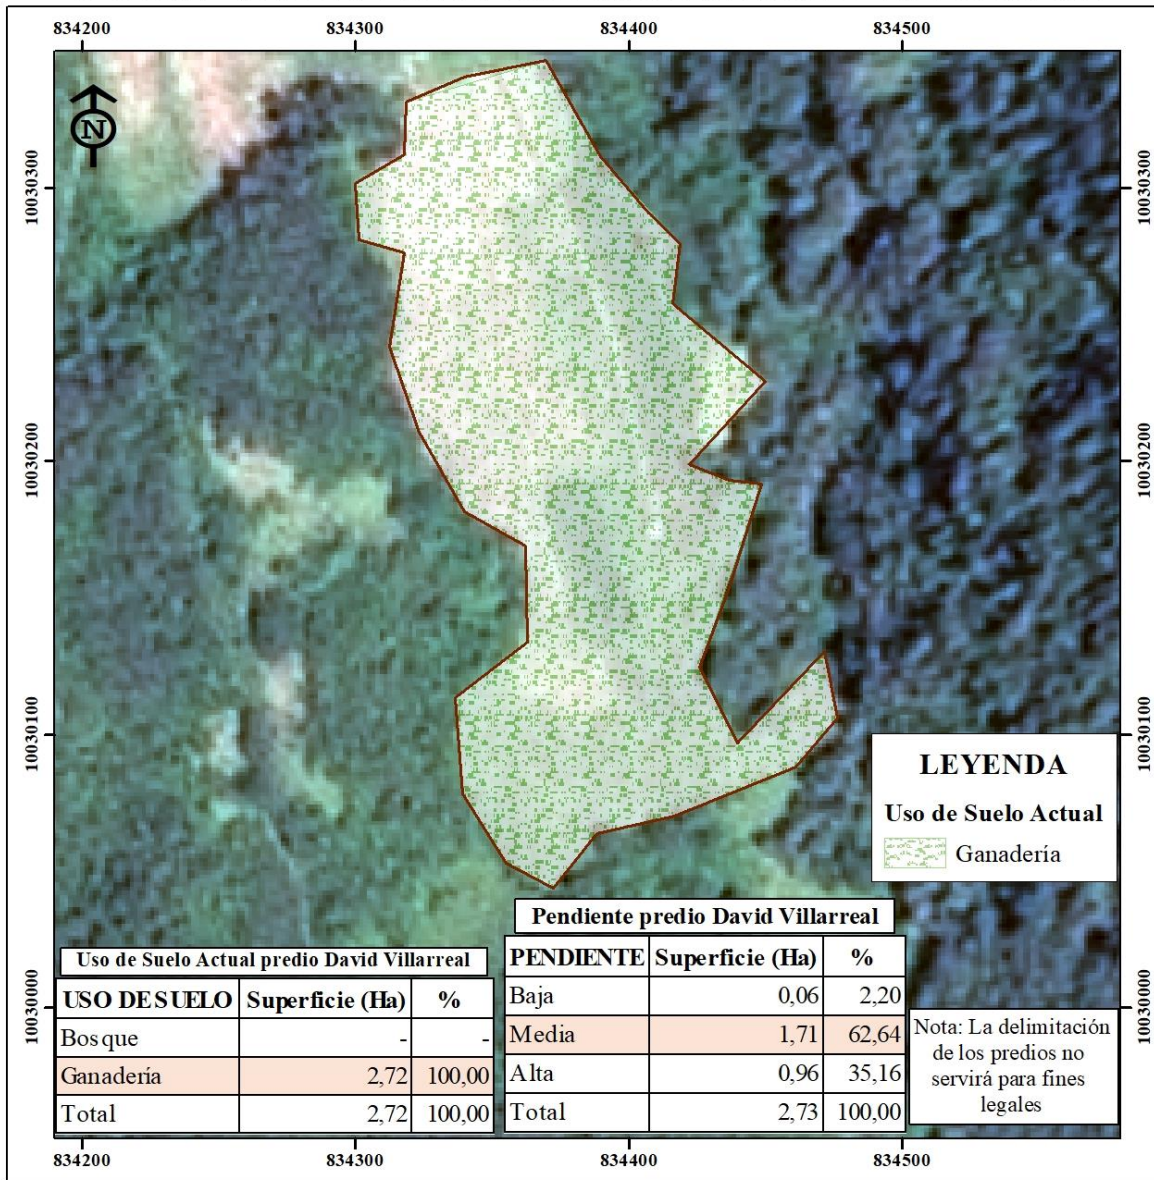 834200 834300 834400 834500
N
10030300 10030300
10030200 10030200
10030100 10030100
LEYENDA
Uso de Suelo Actual
Ganadería
Pendiente predio David Villarreal
PENDIENTE Superficie (Ha) %
Baja 0,06 2,20
Media 1,71 62,64
Alta 0,96 35,16
Total 2,73 100,00
Uso de Suelo Actual predio David Villarreal
USO DE SUELO Superficie (Ha) %
Bosque - -
Ganadería 2,72 100,00
Total 2,72 100,00
10030000 10030000
Nota: La delimitación
de los predios no
servirá para fines
legales
834200 834300 834400 834500